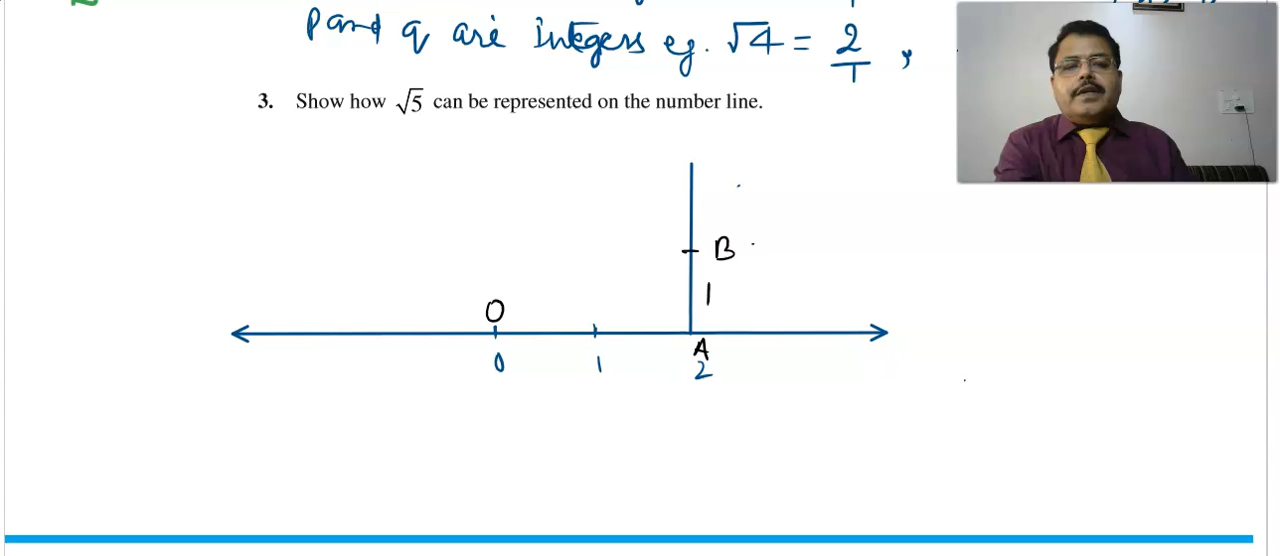 p and q are integers eg. √4 = 2/1 ,
3. Show how √5 can be represented on the number line.
B
1
O
A
0 1 2